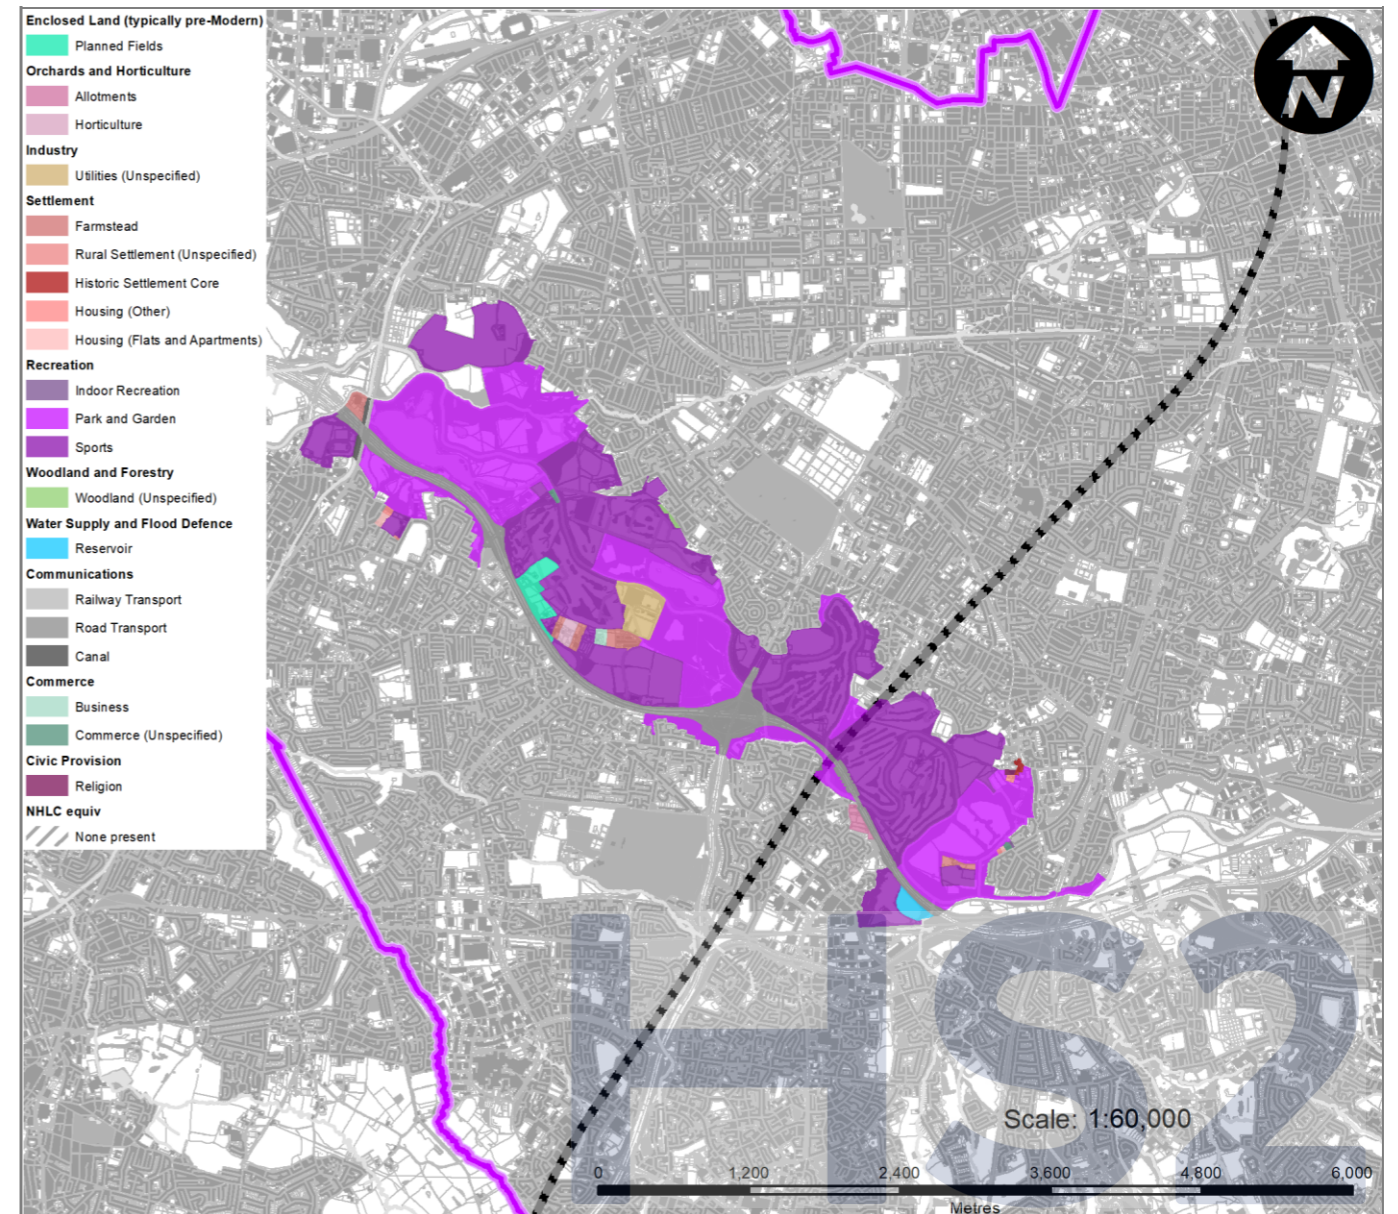 Enclosed Land (typically pre-Modern)
Planned Fields
Orchards and Horticulture
Allotments
Horticulture
Industry
Utilities (Unspecified)
Settlement
Farmstead
Rural Settlement (Unspecified)
Historic Settlement Core
Housing (Other)
Housing (Flats and Apartments)
Recreation
Indoor Recreation
Park and Garden
Sports
Woodland and Forestry
Woodland (Unspecified)
Water Supply and Flood Defence
Reservoir
Communications
Railway Transport
Road Transport
Canal
Commerce
Business
Commerce (Unspecified)
Civic Provision
Religion
NHLC equiv
None present
N
HS2
Scale: 1:60,000
0 1,200 2,400 3,600 4,800 6,000
Metres